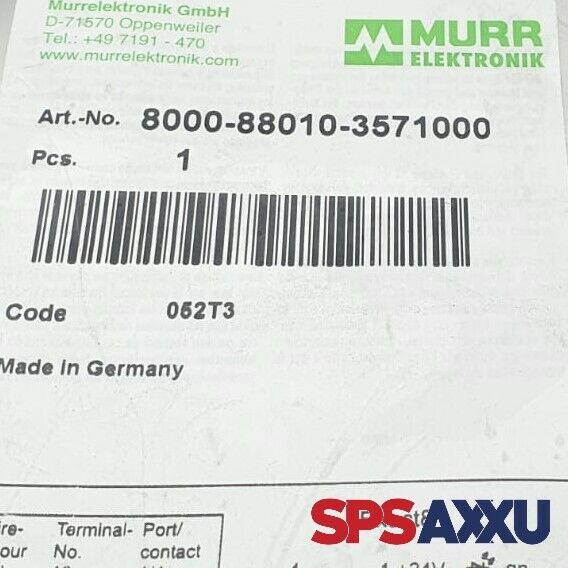 Murrelektronik GmbH
D-71570 Oppenweiler
Tel.: +49 7191 - 470
www.murrelektronik.com
MURR
ELEKTRONIK
Art.-No. 8000-88010-3571000
Pcs. 1
Code 052T3
Made in Germany
SPSAXXU
Terminal- Port/
No. contact